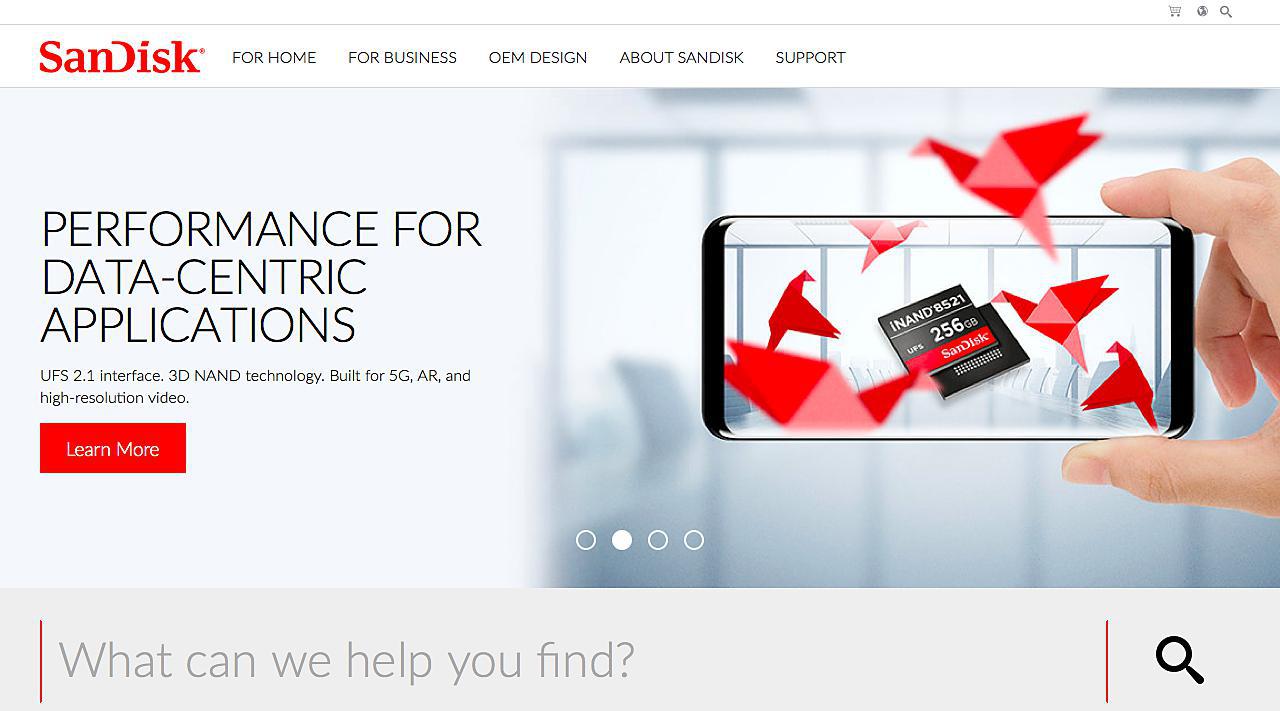 SanDisk®
FOR HOME
FOR BUSINESS
OEM DESIGN
ABOUT SANDISK
SUPPORT
PERFORMANCE FOR
DATA-CENTRIC
APPLICATIONS
UFS 2.1 interface. 3D NAND technology. Built for 5G, AR, and
high-resolution video.
Learn More
iNAND®8521
256GB
UFS
SanDisk
What can we help you find?